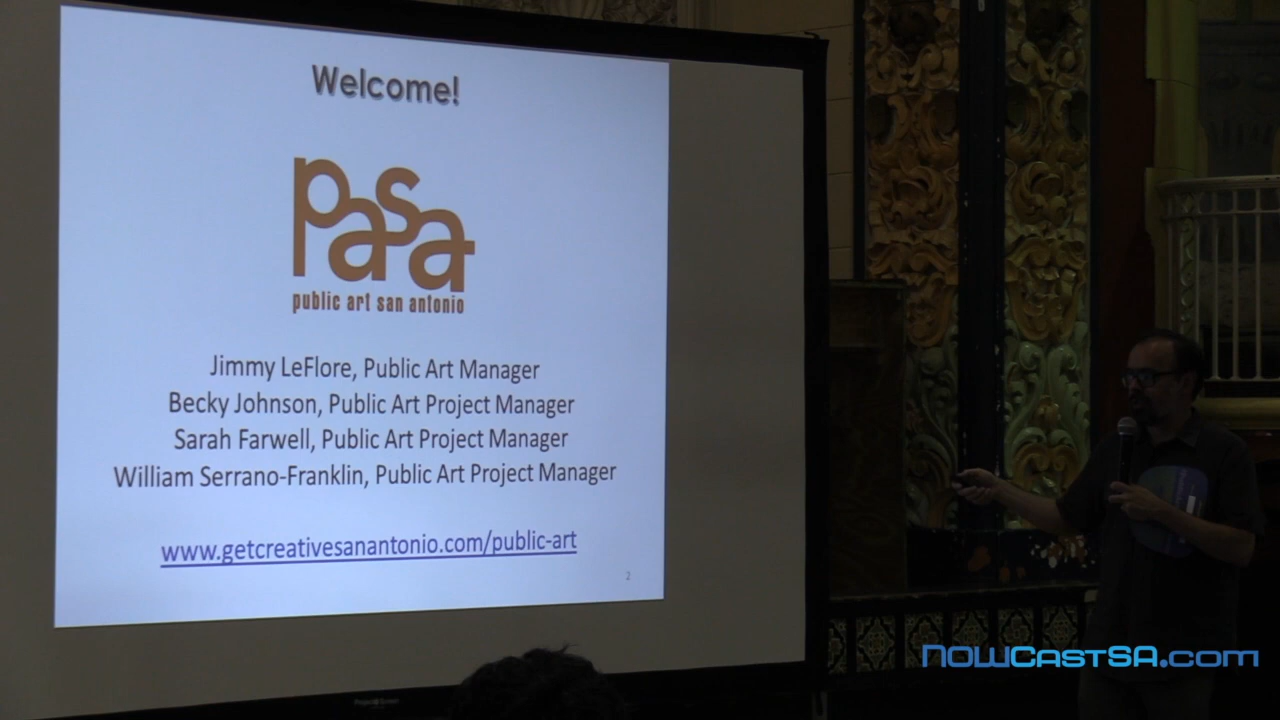 Welcome!
pasa
public art san antonio
Jimmy LeFlore, Public Art Manager
Becky Johnson, Public Art Project Manager
Sarah Farwell, Public Art Project Manager
William Serrano-Franklin, Public Art Project Manager
www.getcreativesanantonio.com/public-art
2
NOWCASTSA.COM